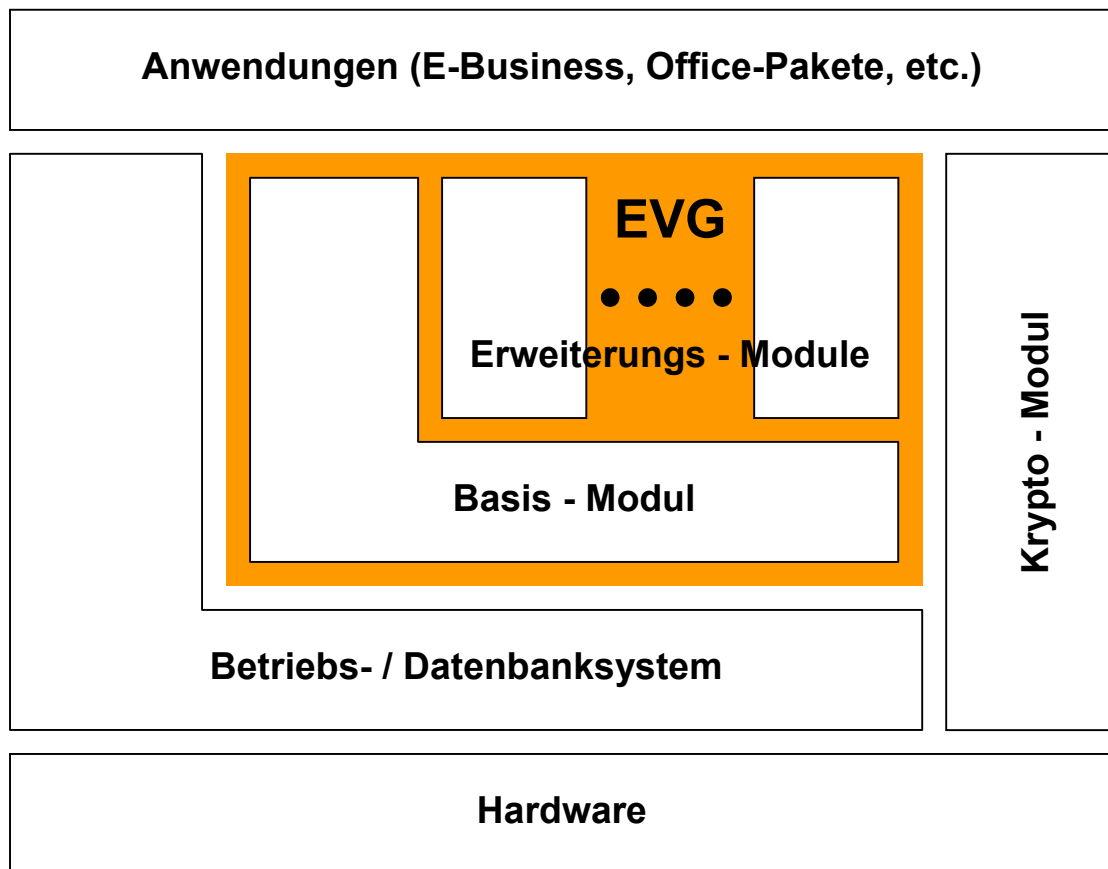 Anwendungen (E-Business, Office-Pakete, etc.)
EVG
Erweiterungs - Module
Krypto - Modul
Basis - Modul
Betriebs- / Datenbanksystem
Hardware